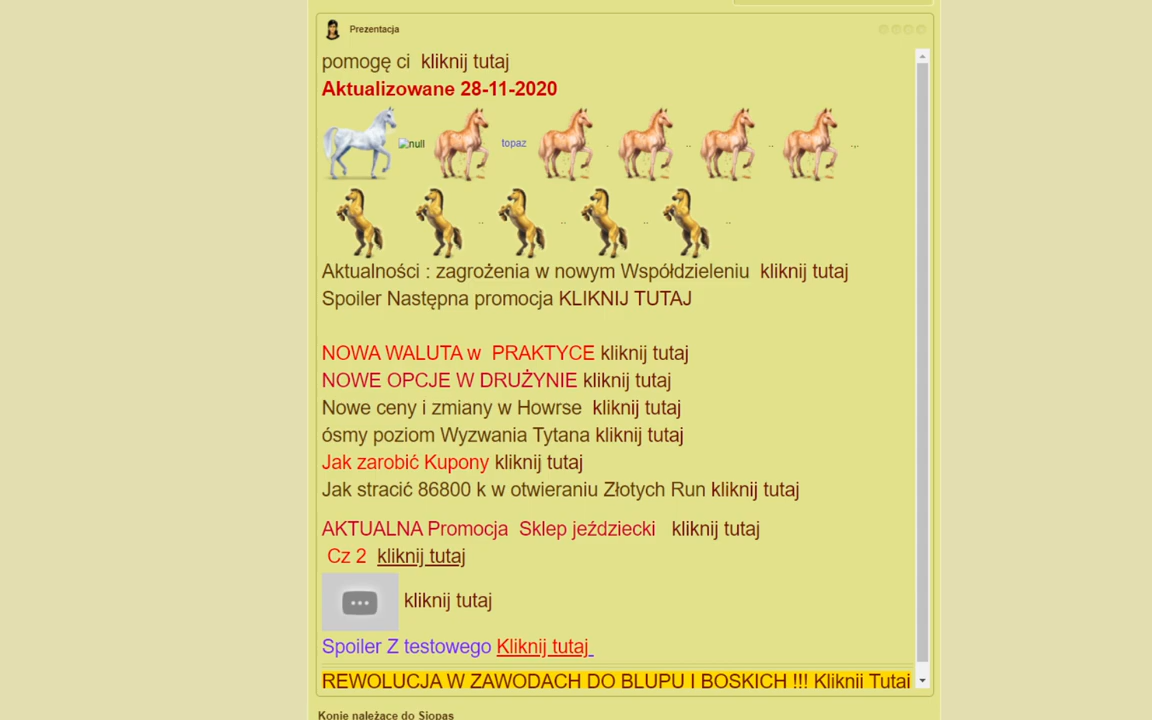 Prezentacja
pomogę ci kliknij tutaj
Aktualizowane 28-11-2020
null topaz . .. .. .,.
.. .. .. ..
Aktualności : zagrożenia w nowym Współdzieleniu kliknij tutaj
Spoiler Następna promocja KLIKNIJ TUTAJ
NOWA WALUTA w PRAKTYCE kliknij tutaj
NOWE OPCJE W DRUŻYNIE kliknij tutaj
Nowe ceny i zmiany w Howrse kliknij tutaj
ósmy poziom Wyzwania Tytana kliknij tutaj
Jak zarobić Kupony kliknij tutaj
Jak stracić 86800 k w otwieraniu Złotych Run kliknij tutaj
AKTUALNA Promocja Sklep jeździecki kliknij tutaj
Cz 2 kliknij tutaj
kliknij tutaj
Spoiler Z testowego Kliknij tutaj
REWOLUCJA W ZAWODACH DO BLUPU I BOSKICH !!! Kliknij Tutaj
Konie należące do Siopas